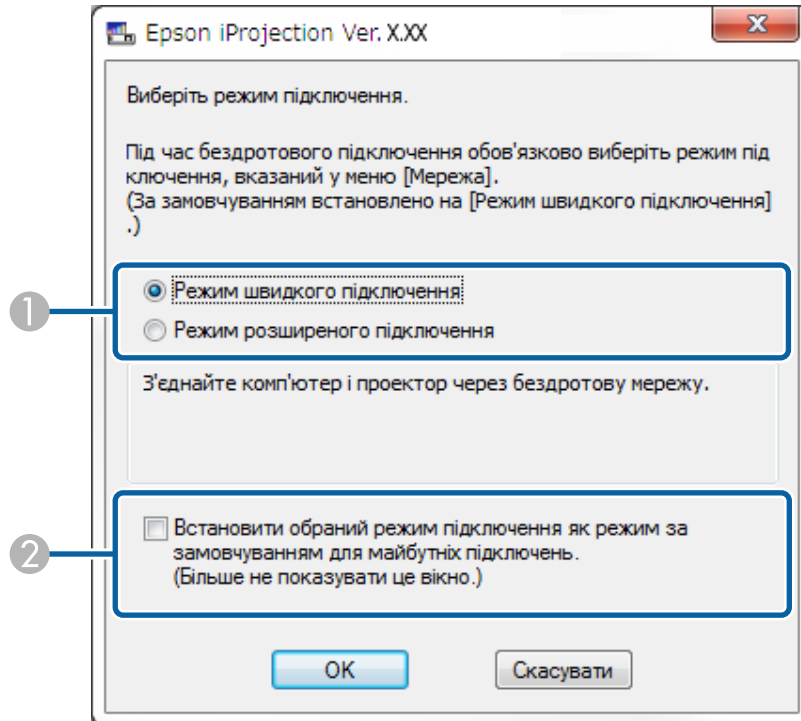 Epson iProjection Ver. X.XX
Виберіть режим підключення.
Під час бездротового підключення обов'язково виберіть режим під
ключення, вказаний у меню [Мережа].
(За замовчуванням встановлено на [Режим швидкого підключення]
.)
1
Режим швидкого підключення
Режим розширеного підключення
З'єднайте комп'ютер і проектор через бездротову мережу.
2
Встановити обраний режим підключення як режим за
замовчуванням для майбутніх підключень.
(Більше не показувати це вікно.)
OK
Скасувати